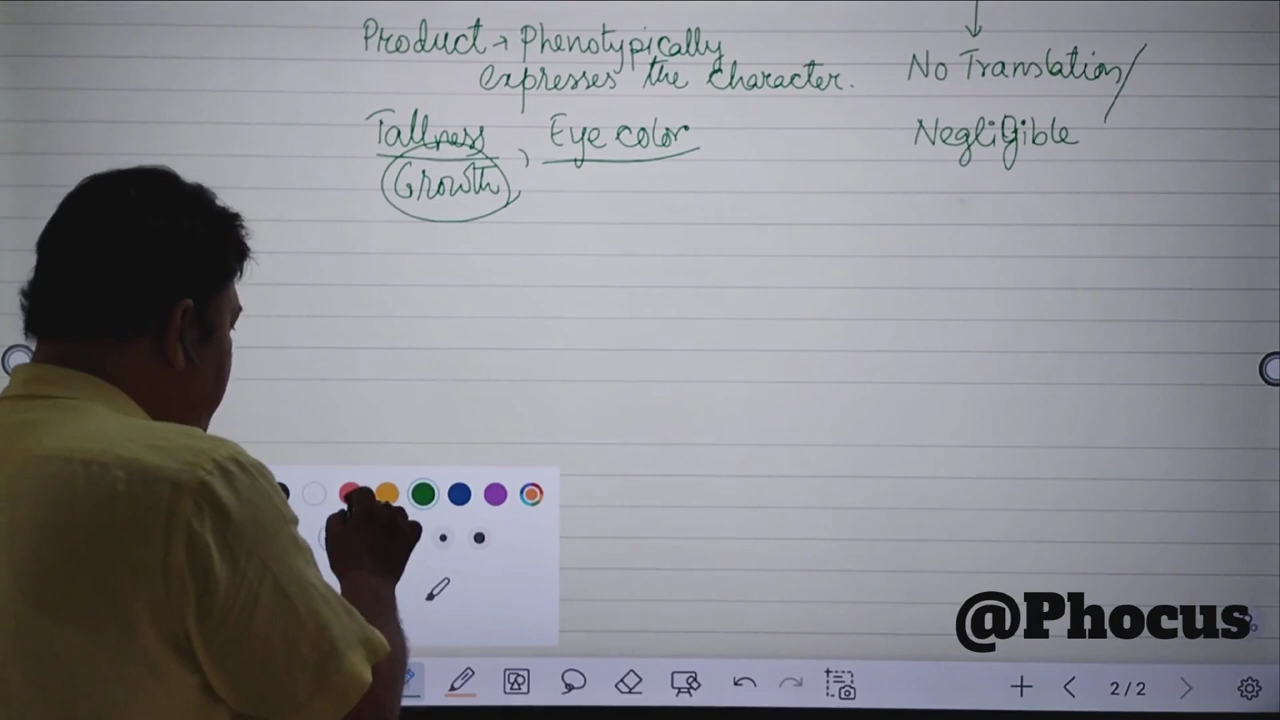 Product → Phenotypically
expresses the character.
Tallness, Eye color
Growth,
No Translation/
Negligible
@Phocus
2/2